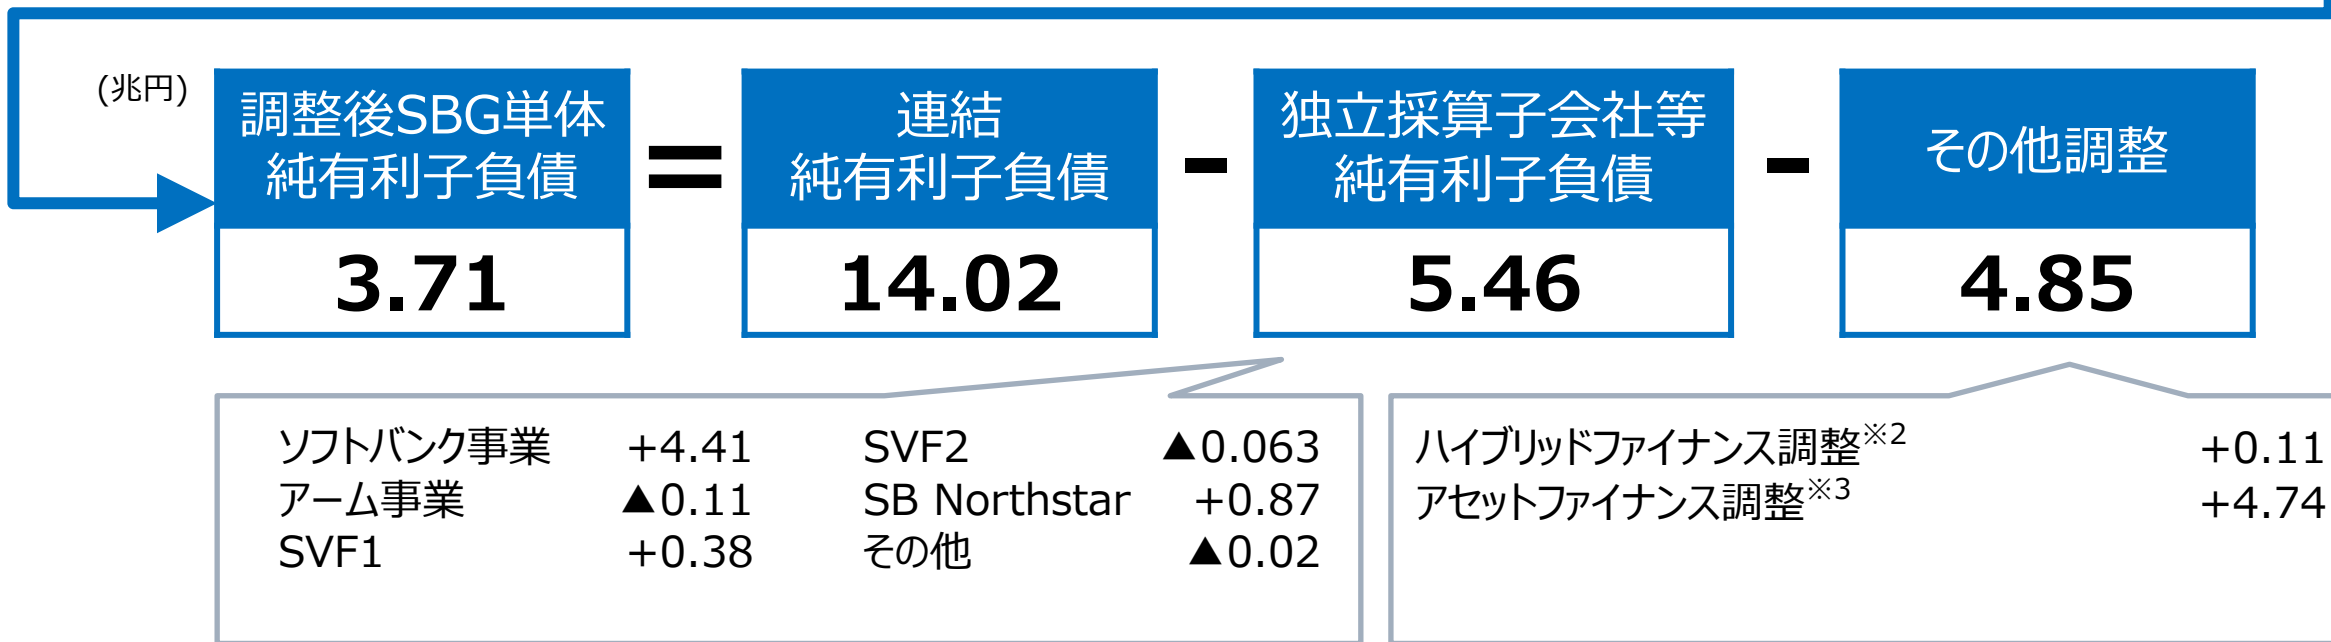 (兆円)
調整後SBG単体
純有利子負債
3.71
=
連結
純有利子負債
14.02
-
独立採算子会社等
純有利子負債
5.46
-
その他調整
4.85
ソフトバンク事業 +4.41 SVF2 ▲0.063
アーム事業 ▲0.11 SB Northstar +0.87
SVF1 +0.38 その他 ▲0.02
ハイブリッドファイナンス調整※2 +0.11
アセットファイナンス調整※3 +4.74